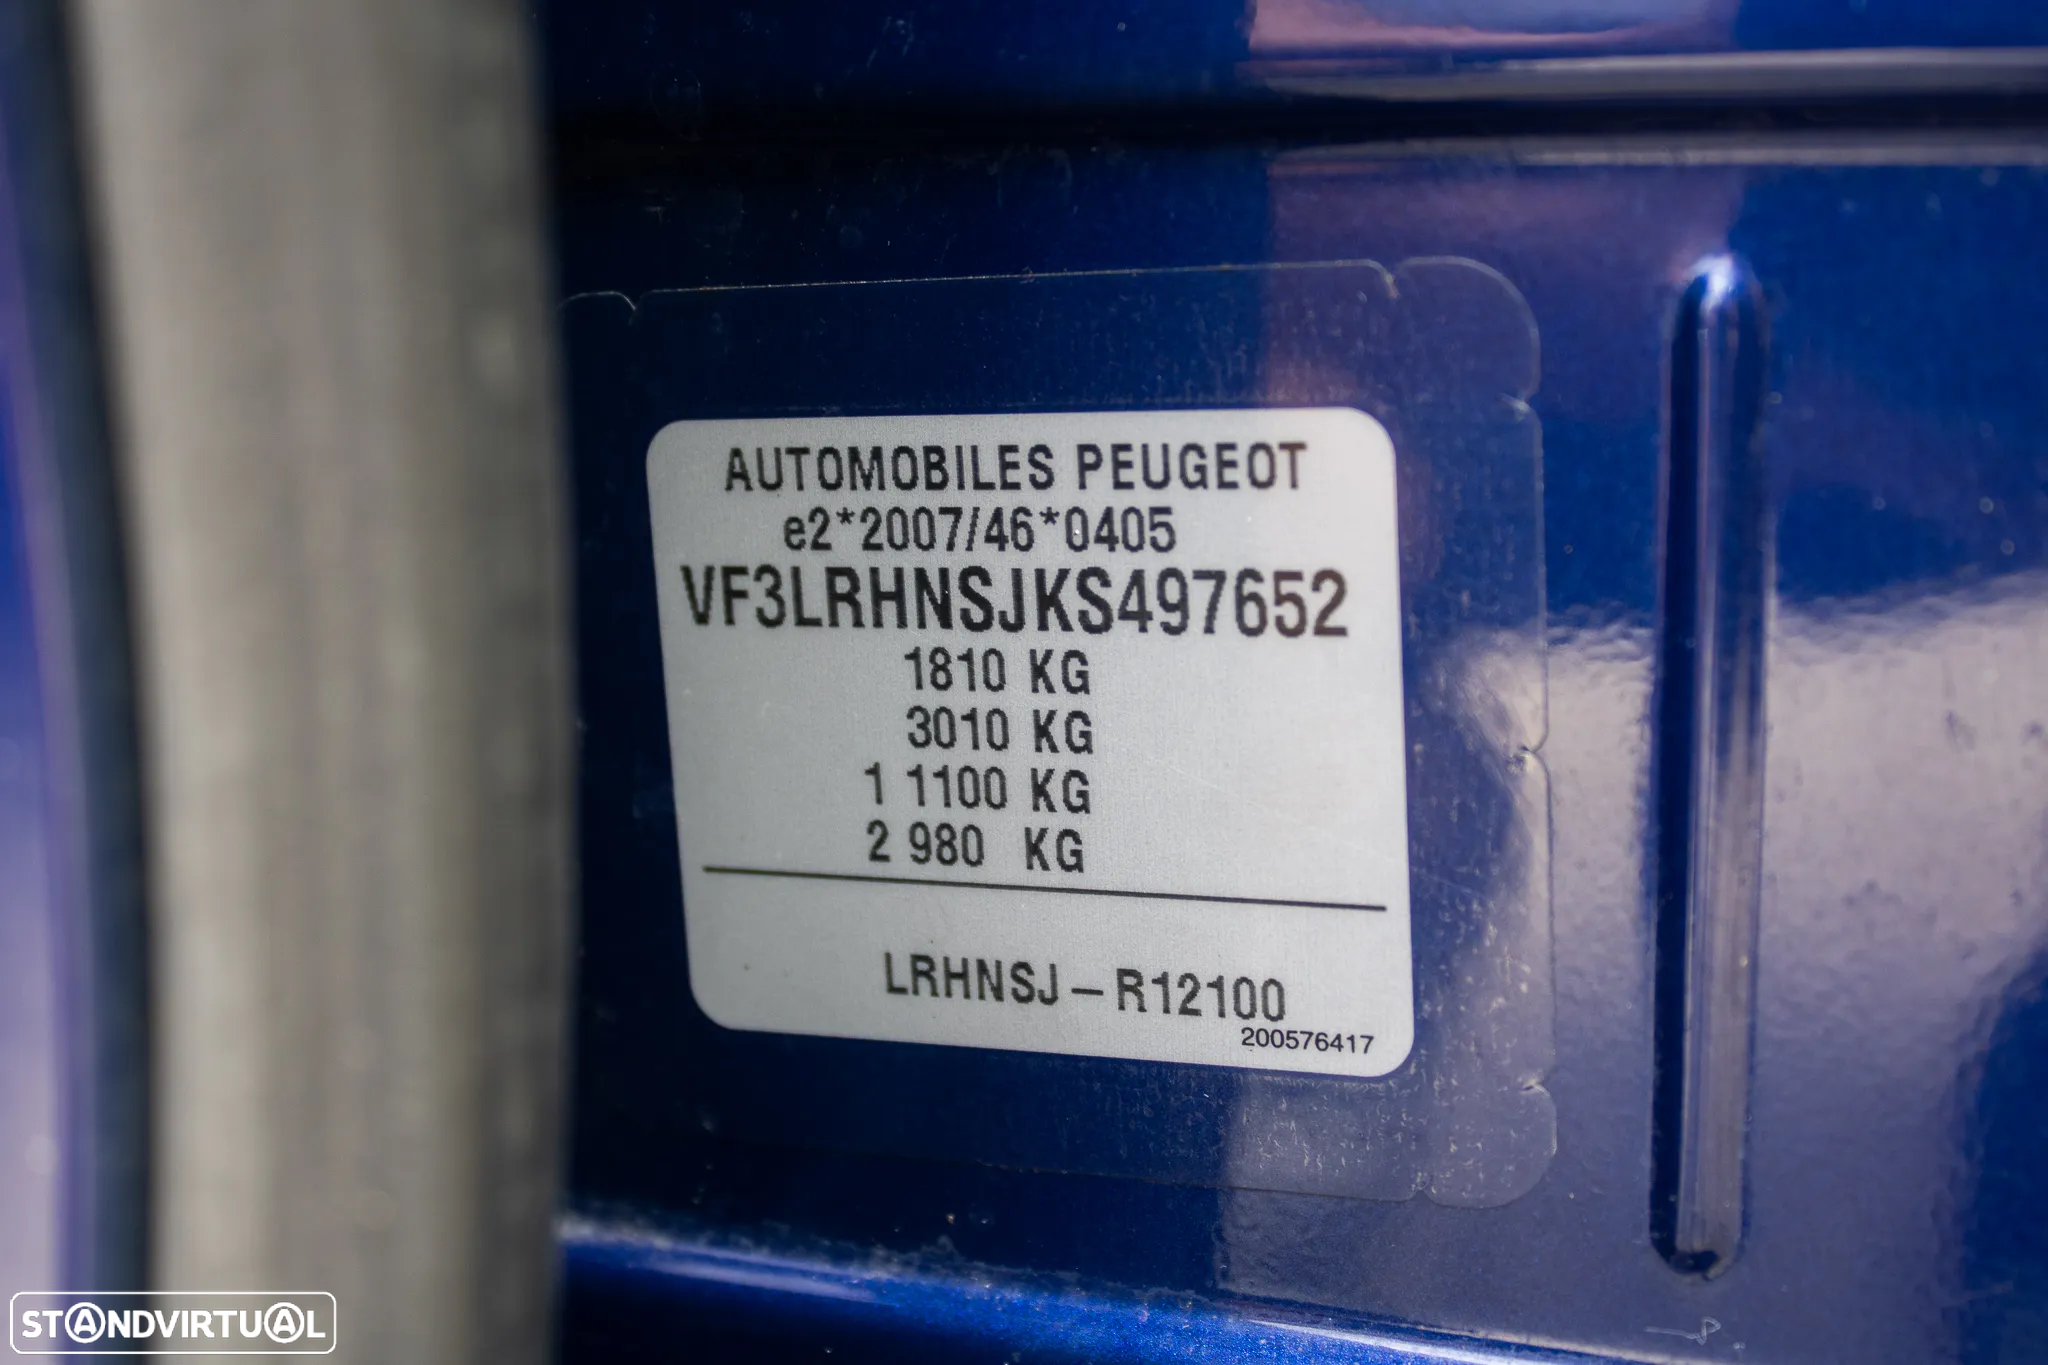 AUTOMOBILES PEUGEOT
e2*2007/46*0405
VF3LRHNSJKS497652
1810 KG
3010 KG
1 1100 KG
2 980 KG
LRHNSJ – R12100
200576417
STANDVIRTUAL